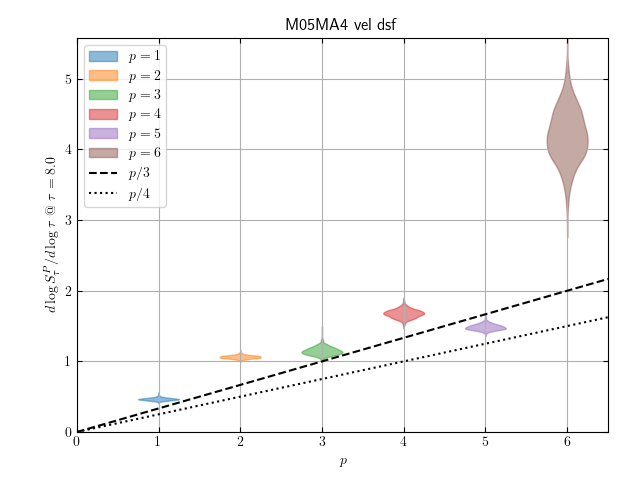 M05MA4 vel dsf
d log S_τ^P / d log τ @ τ = 8.0
p = 1
p = 2
p = 3
p = 4
p = 5
p = 6
p/3
p/4
5
4
3
2
1
0
0 1 2 3 4 5 6
p